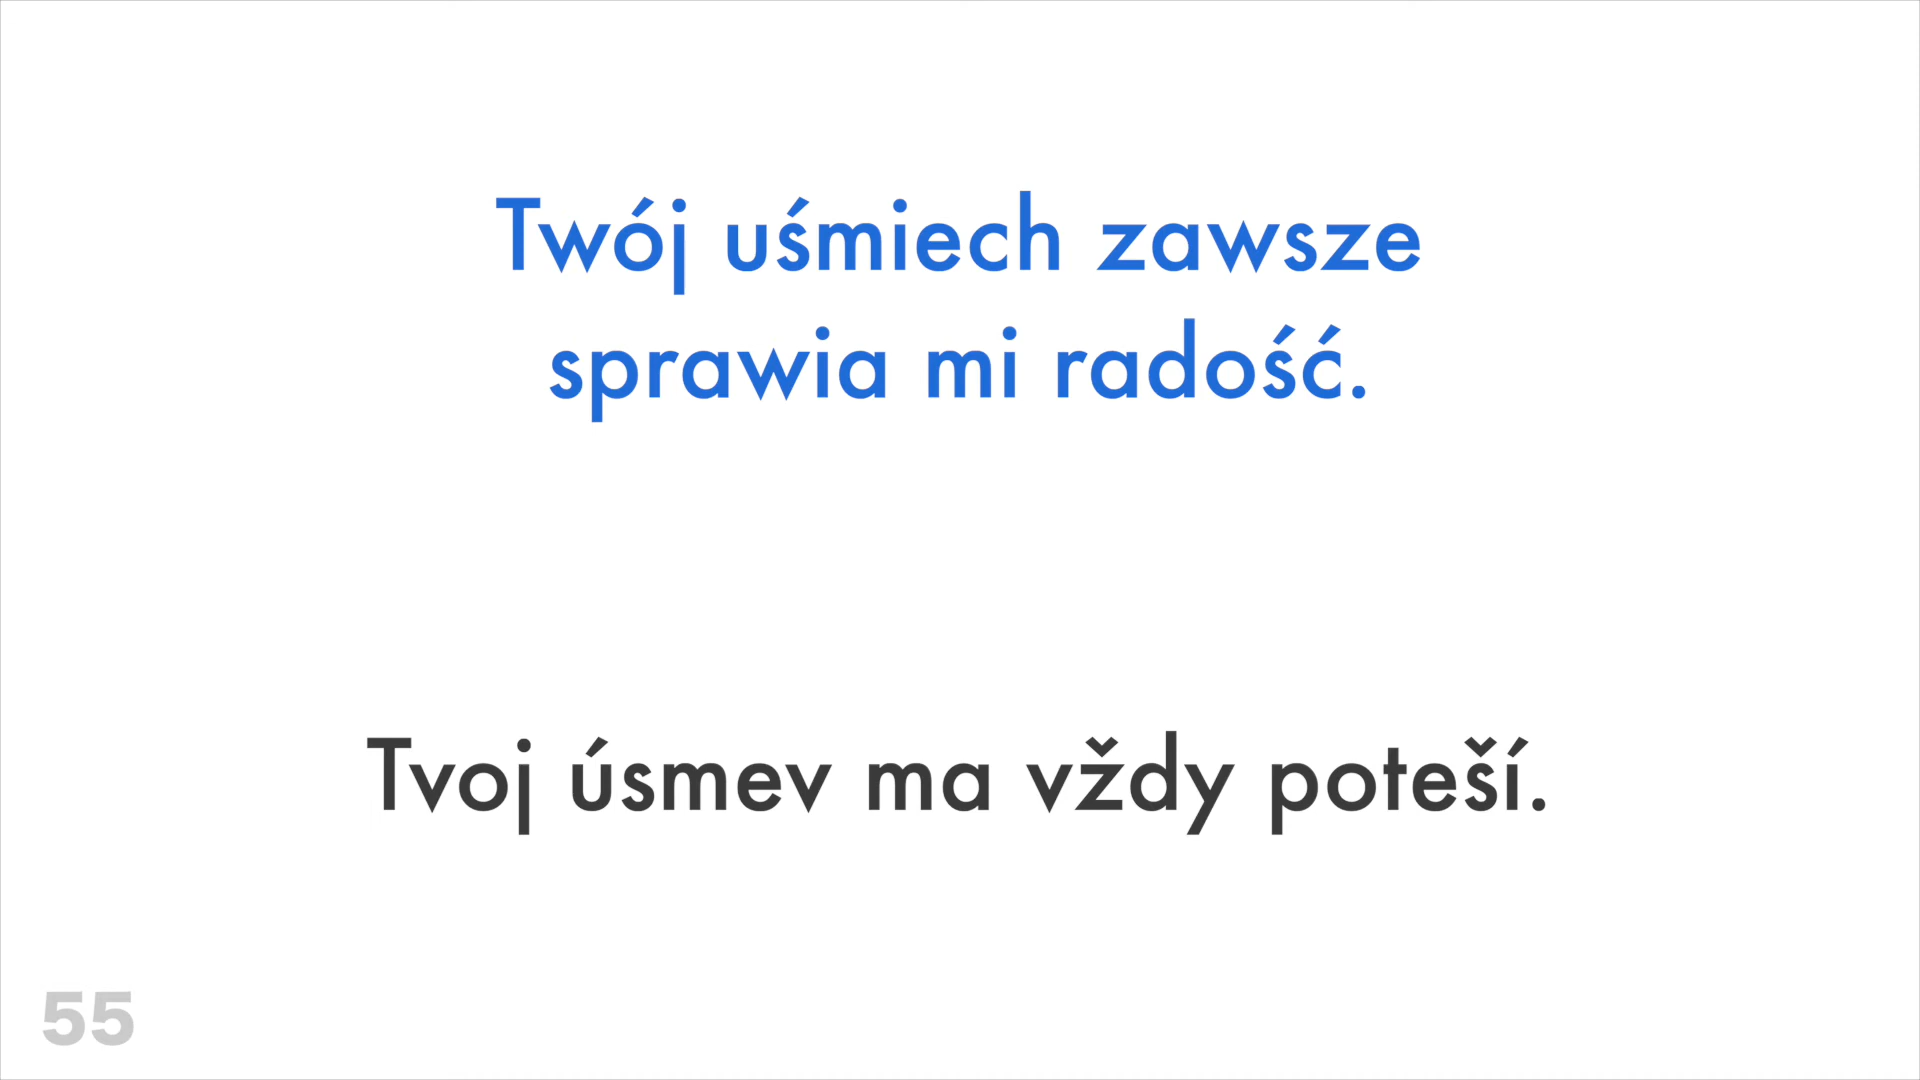 Twój uśmiech zawsze
sprawia mi radość.
Tvoj úsmev ma vždy poteší.
55